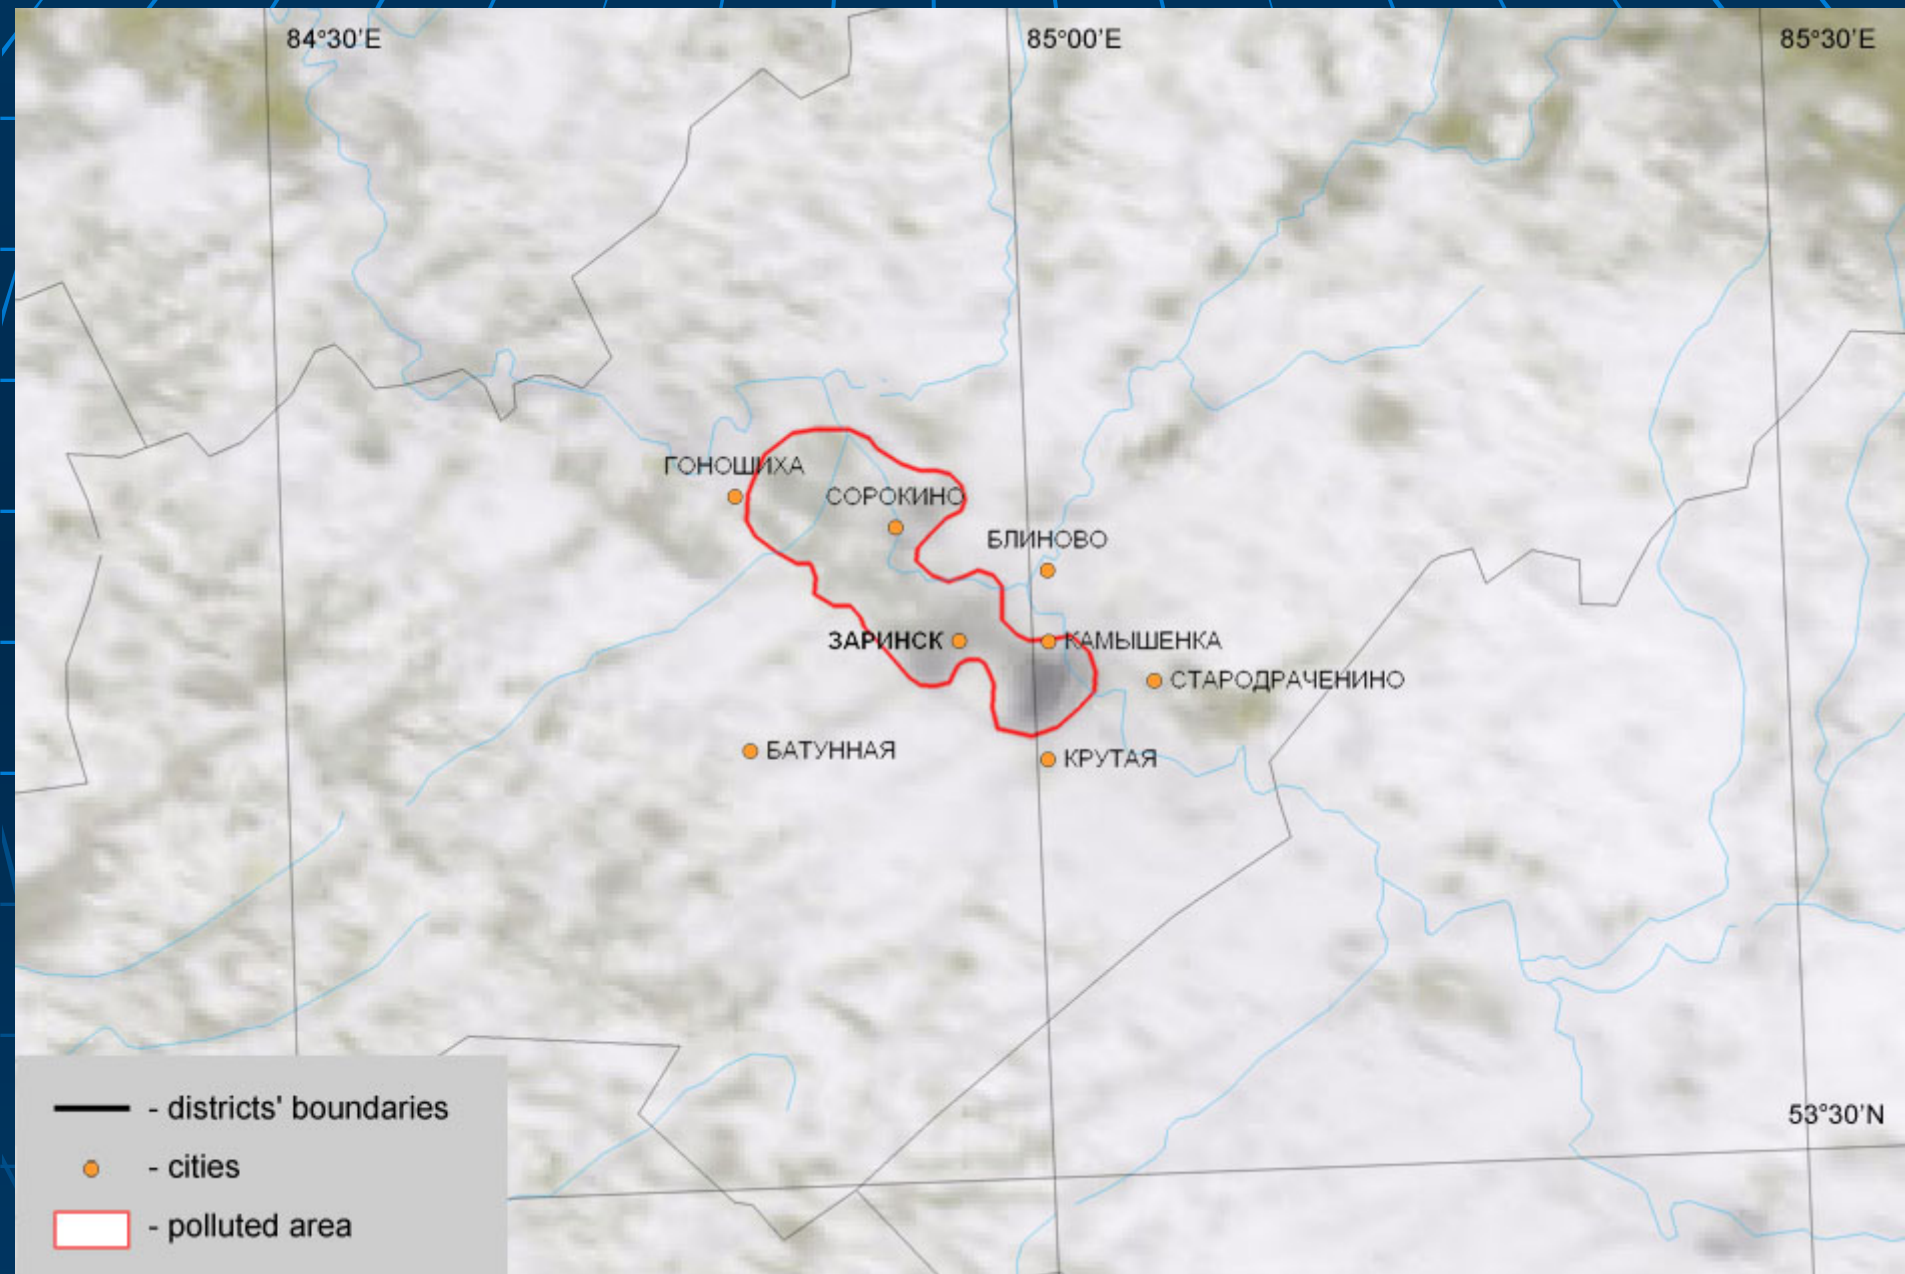 84°30'E
85°00'E
85°30'E
ГОНОШИХА
СОРОКИНО
БЛИНОВО
ЗАРИНСК
КАМЫШЕНКА
СТАРОДРАЧЕНИНО
БАТУННАЯ
КРУТАЯ
53°30'N
- districts' boundaries
- cities
- polluted area